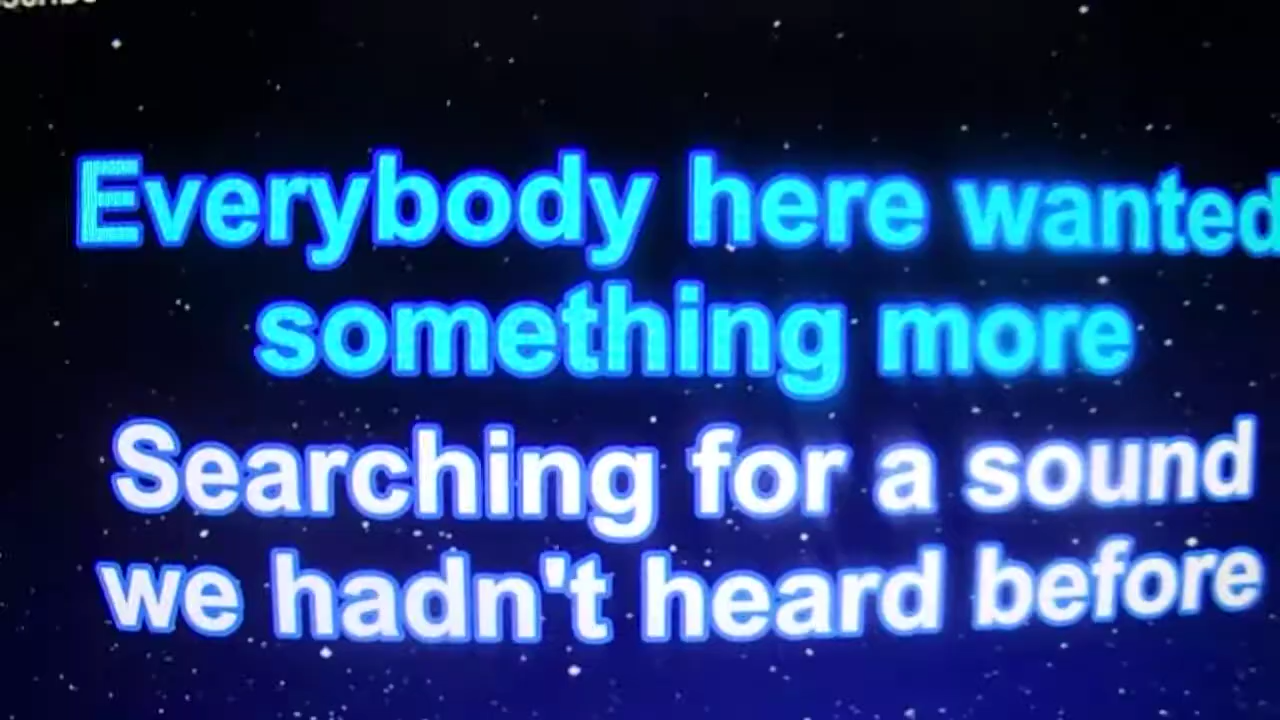 Everybody here wanted
something more
Searching for a sound
we hadn't heard before